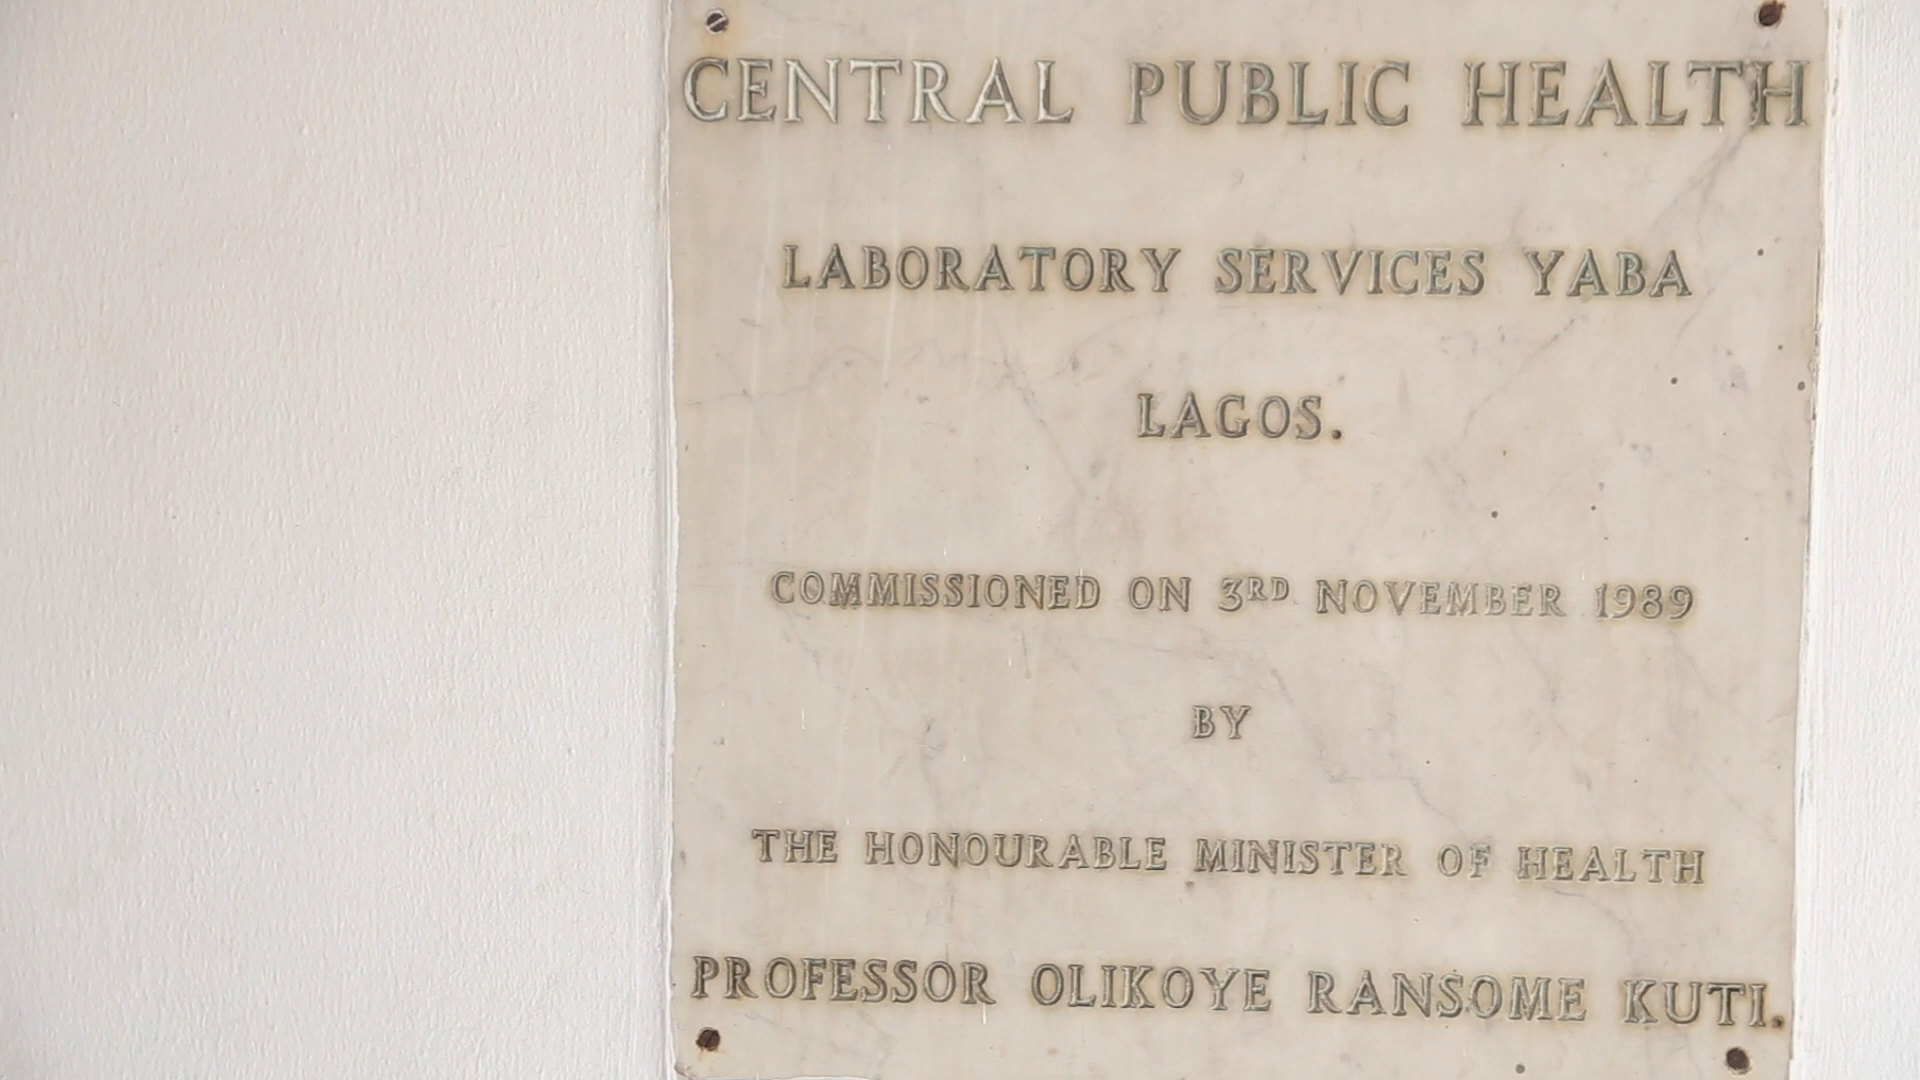 CENTRAL PUBLIC HEALTH
LABORATORY SERVICES YABA
LAGOS.
COMMISSIONED ON 3RD NOVEMBER 1989
BY
THE HONOURABLE MINISTER OF HEALTH
PROFESSOR OLIKOYE RANSOME KUTI.